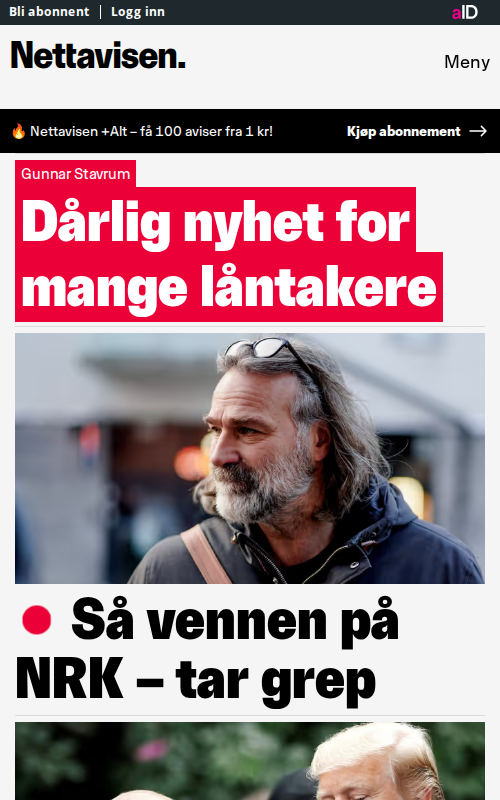 Bli abonnent
Logg inn
aID
Nettavisen.
Meny
🔥 Nettavisen +Alt – få 100 aviser fra 1 kr!
Kjøp abonnement →
Gunnar Stavrum
Dårlig nyhet for
mange låntakere
Så vennen på
NRK – tar grep